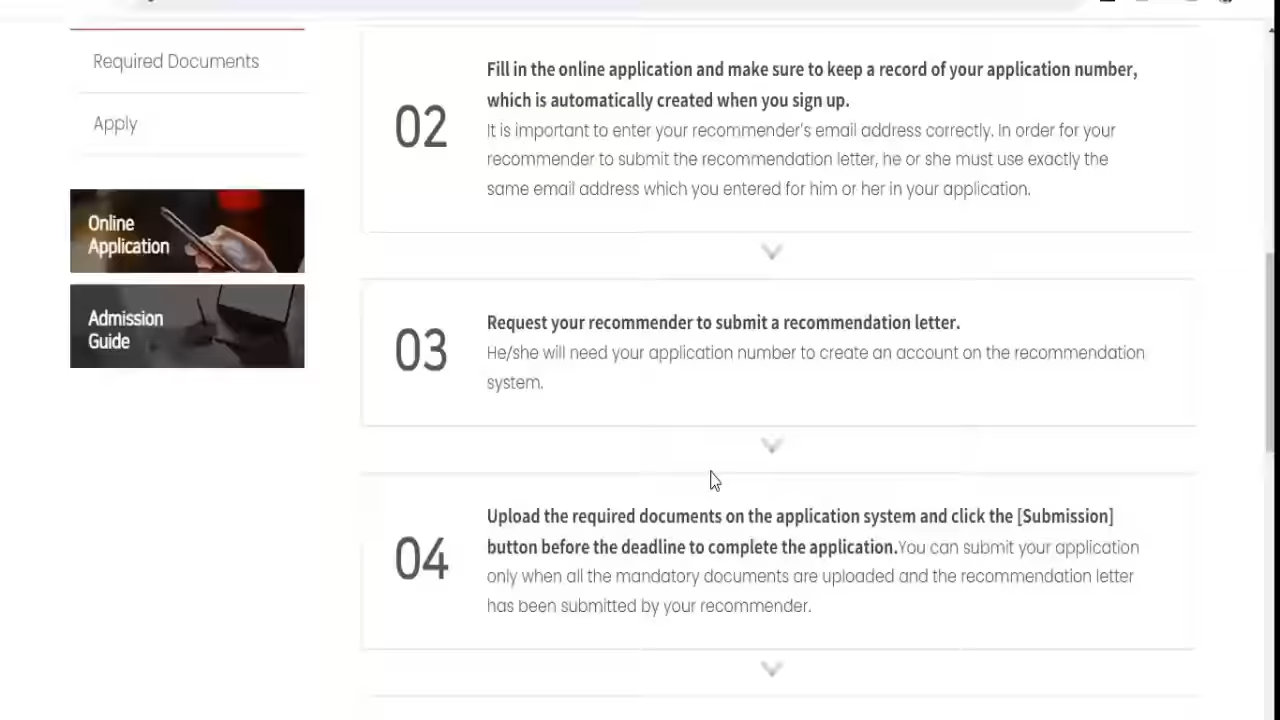 Required Documents
Apply
Online
Application
Admission
Guide
02
Fill in the online application and make sure to keep a record of your application number,
which is automatically created when you sign up.
It is important to enter your recommender's email address correctly. In order for your
recommender to submit the recommendation letter, he or she must use exactly the
same email address which you entered for him or her in your application.
03
Request your recommender to submit a recommendation letter.
He/she will need your application number to create an account on the recommendation
system.
04
Upload the required documents on the application system and click the [Submission]
button before the deadline to complete the application.You can submit your application
only when all the mandatory documents are uploaded and the recommendation letter
has been submitted by your recommender.